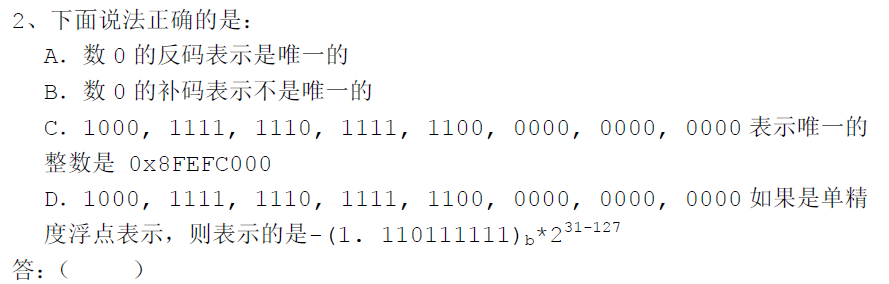 2、下面说法正确的是:
A. 数 0 的反码表示是唯一的
B. 数 0 的补码表示不是唯一的
C. 1000, 1111, 1110, 1111, 1100, 0000, 0000, 0000 表示唯一的
整数是 0x8FEFC000
D. 1000, 1111, 1110, 1111, 1100, 0000, 0000, 0000 如果是单精
度浮点表示，则表示的是-(1. 110111111)b*2^31-127
答:（ ）